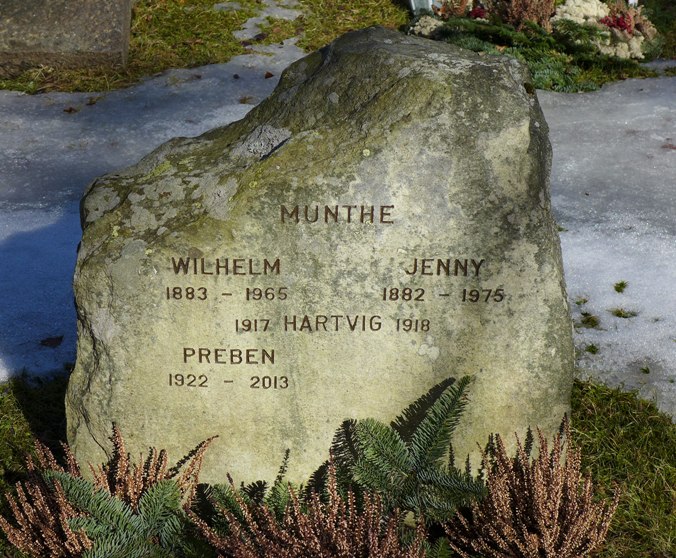 MUNTHE
WILHELM JENNY
1883 - 1965 1882 - 1975
1917 HARTVIG 1918
PREBEN
1922 - 2013